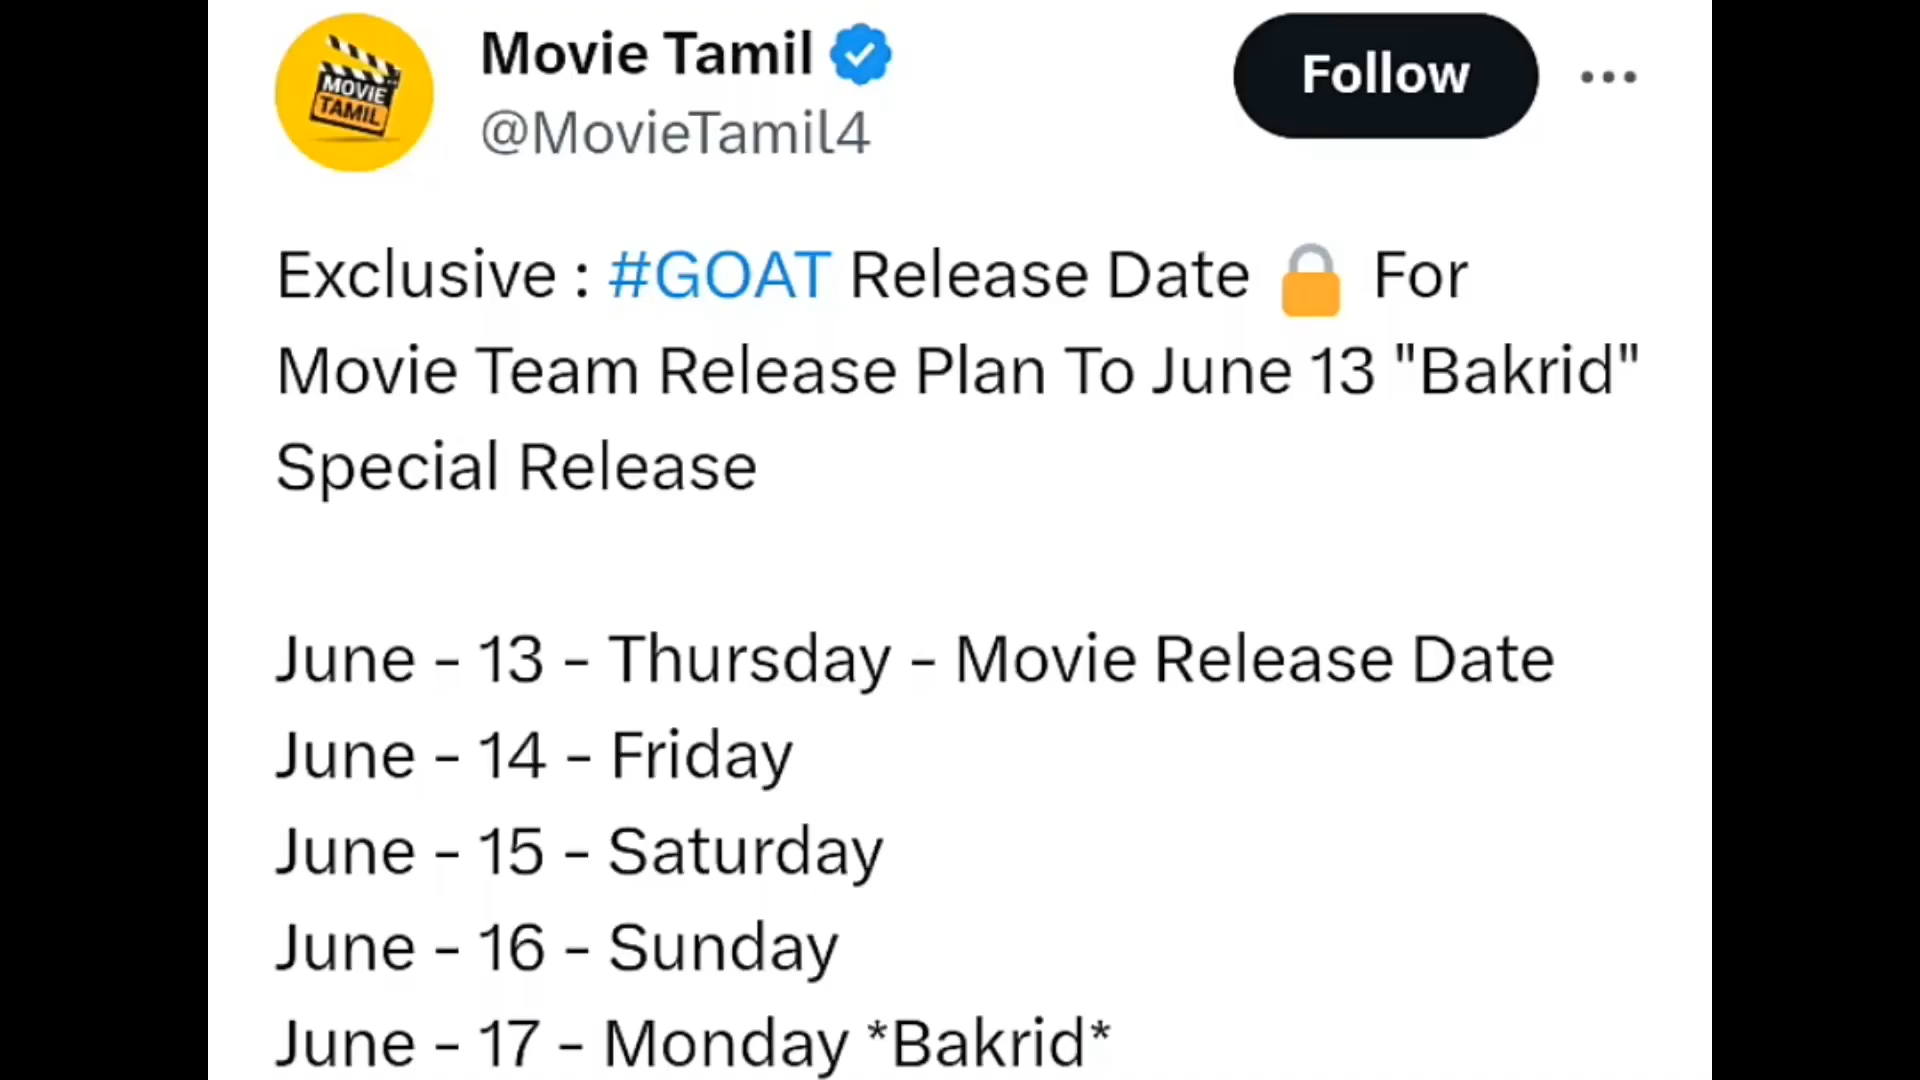 MOVIE
TAMIL
Movie Tamil
@MovieTamil4
Follow
Exclusive : #GOAT Release Date 🔒 For
Movie Team Release Plan To June 13 "Bakrid"
Special Release
June - 13 - Thursday - Movie Release Date
June - 14 - Friday
June - 15 - Saturday
June - 16 - Sunday
June - 17 - Monday *Bakrid*